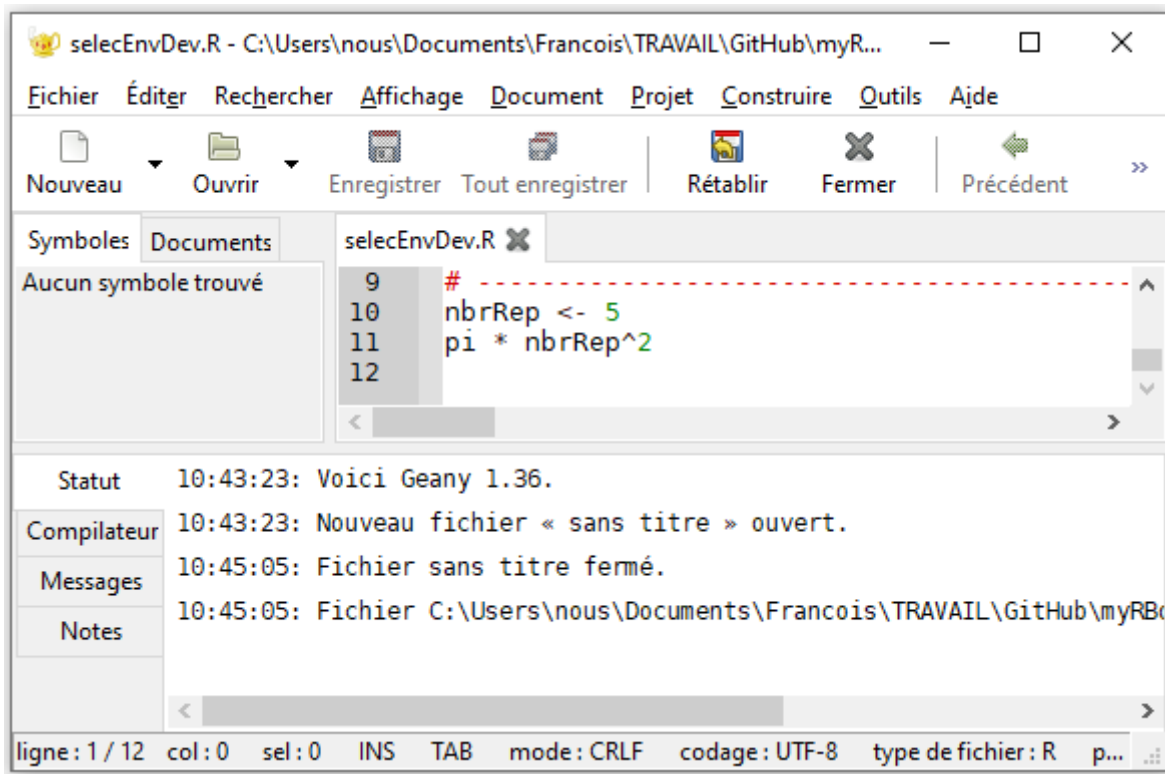 selecEnvDev.R - C:\Users\nous\Documents\Francois\TRAVAIL\GitHub\myR...
Fichier Éditer Rechercher Affichage Document Projet Construire Outils Aide
Nouveau Ouvrir Enregistrer Tout enregistrer Rétablir Fermer Précédent »
Symboles Documents
Aucun symbole trouvé
selecEnvDev.R
9 # - - - - - - - - - - - - - - - - - - - - - - - - - - - - - - - - - - - - - - - - - -
10 nbrRep <- 5
11 pi * nbrRep^2
12
Statut
Compilateur
Messages
Notes
10:43:23: Voici Geany 1.36.
10:43:23: Nouveau fichier « sans titre » ouvert.
10:45:05: Fichier sans titre fermé.
10:45:05: Fichier C:\Users\nous\Documents\Francois\TRAVAIL\GitHub\myRBo
ligne : 1 / 12 col : 0 sel : 0 INS TAB mode : CRLF codage : UTF-8 type de fichier : R p...